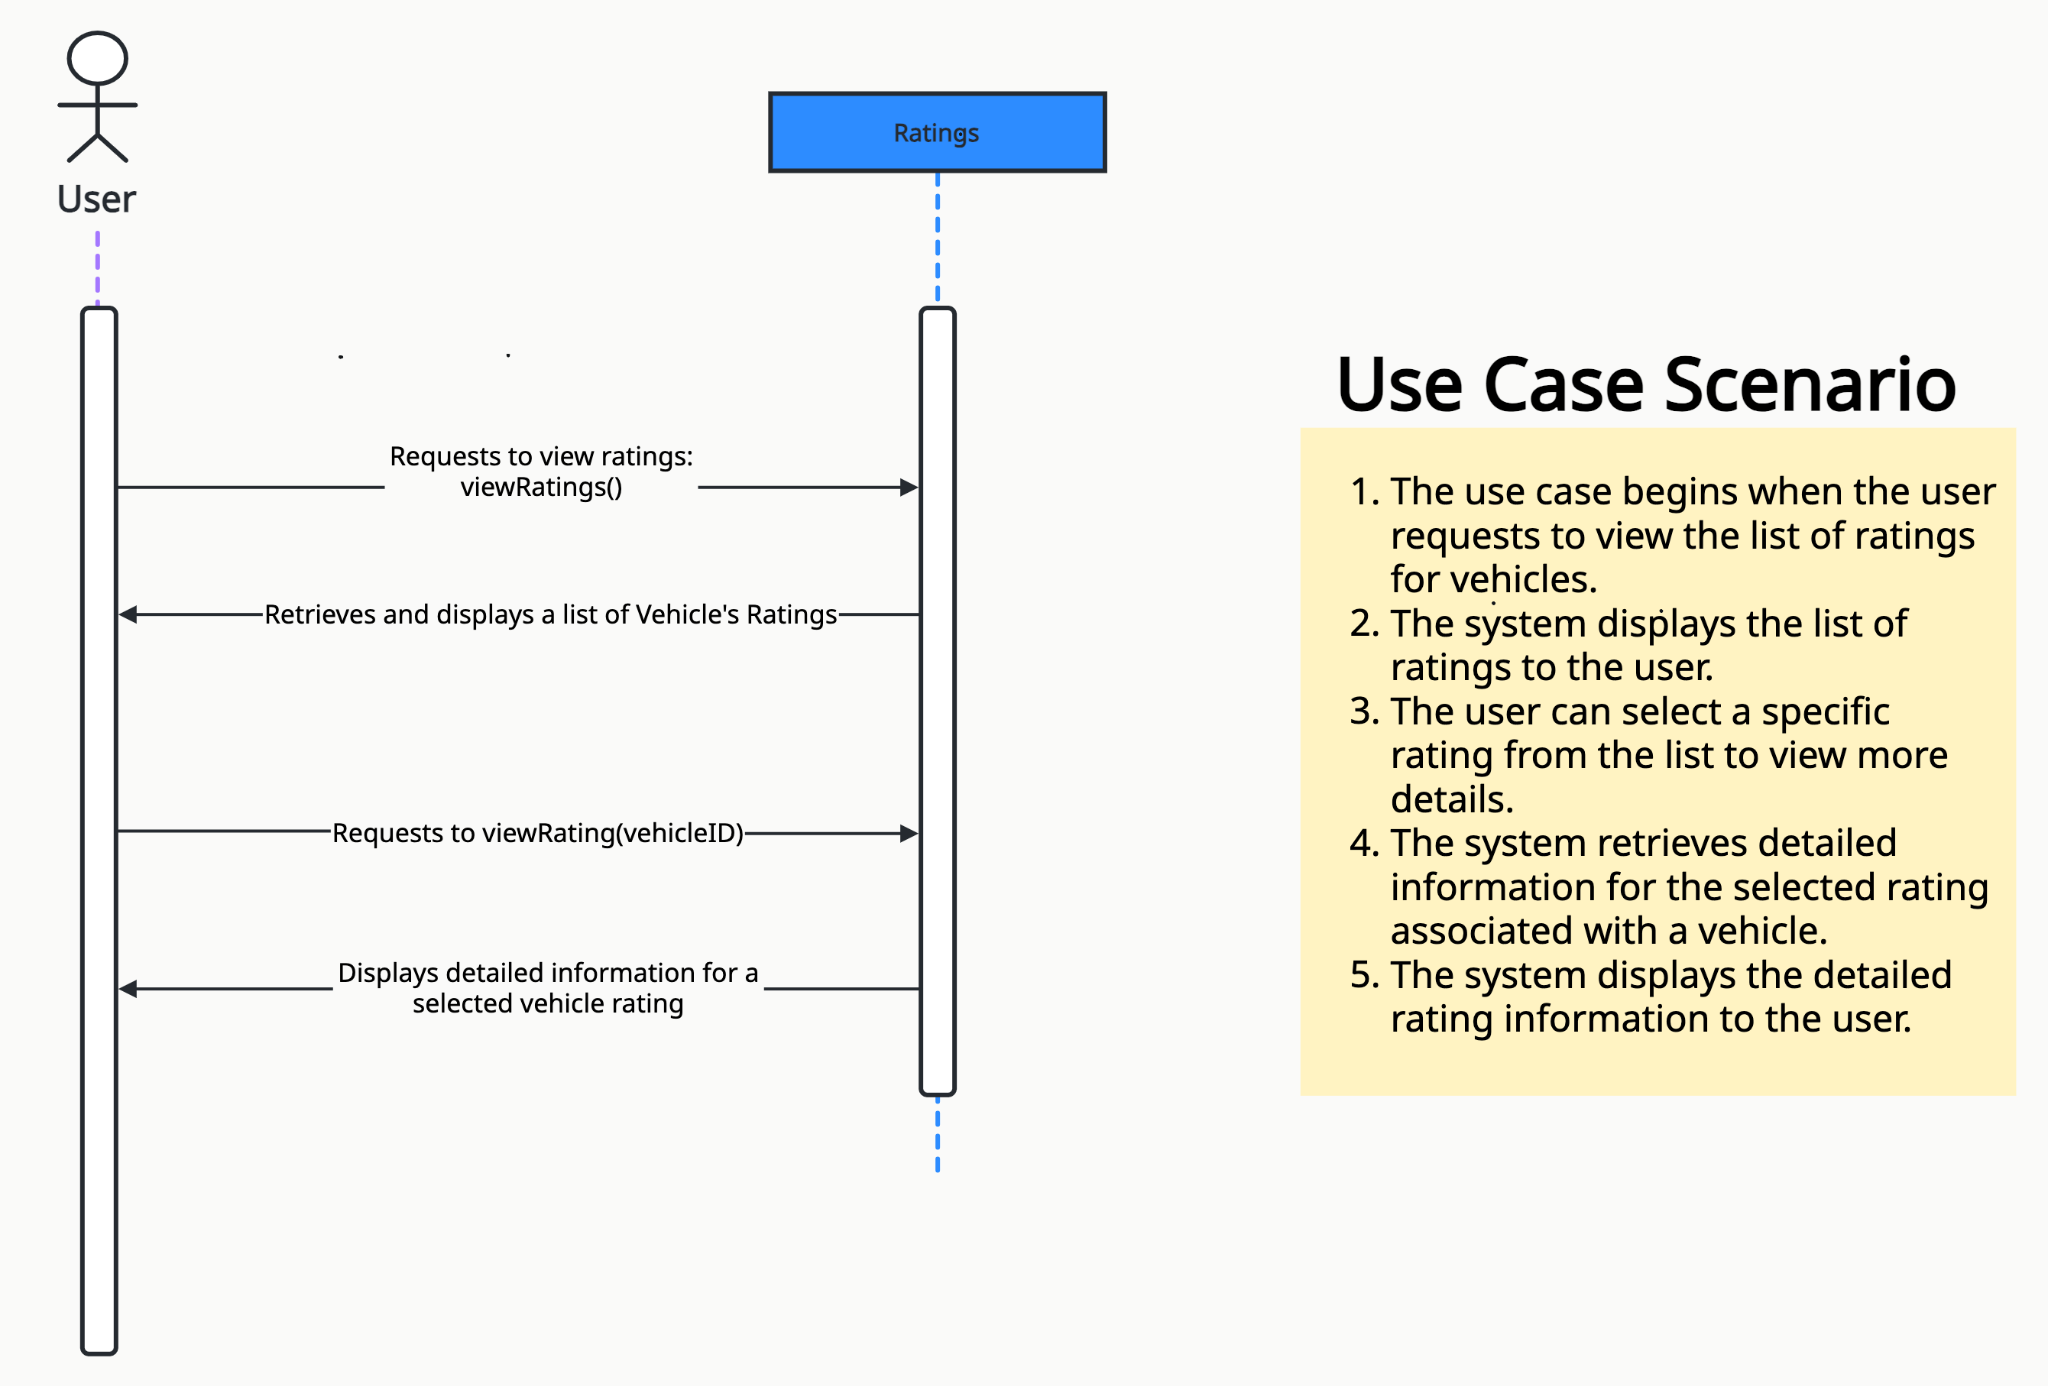 User
Ratings
Requests to view ratings:
viewRatings()
Retrieves and displays a list of Vehicle's Ratings
Requests to viewRating(vehicleID)
Displays detailed information for a
selected vehicle rating
Use Case Scenario
1. The use case begins when the user
requests to view the list of ratings
for vehicles.
2. The system displays the list of
ratings to the user.
3. The user can select a specific
rating from the list to view more
details.
4. The system retrieves detailed
information for the selected rating
associated with a vehicle.
5. The system displays the detailed
rating information to the user.